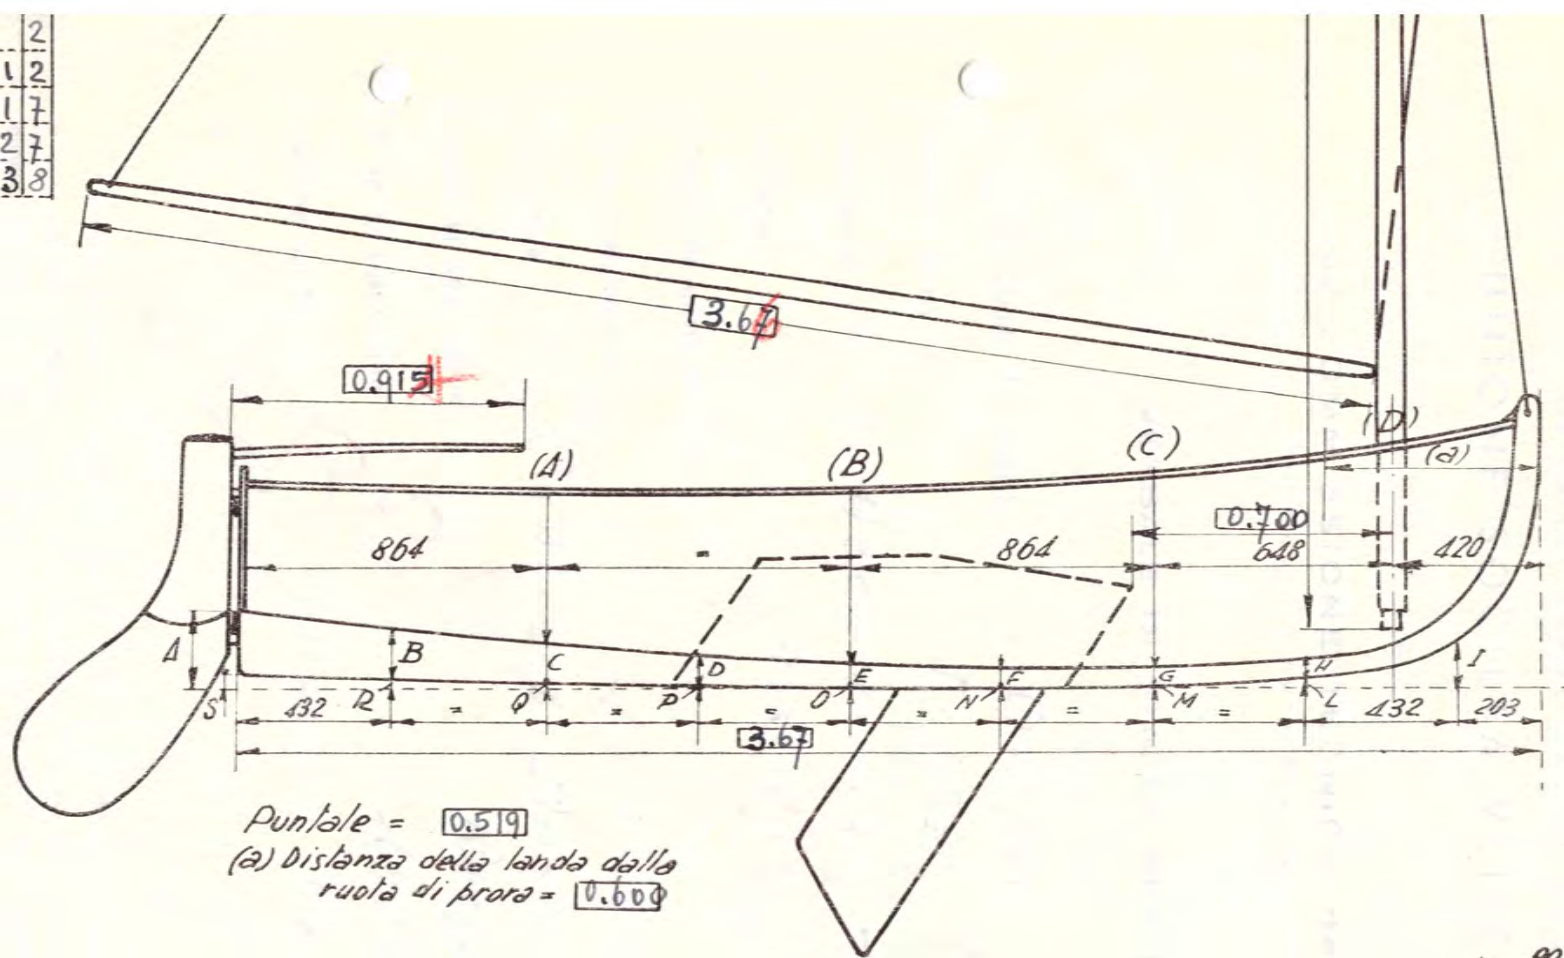 2
1 2
1 7
2 7
3 8
3.67
0.915
(A)
(B)
(C)
(D)
(a)
0.700
864
=
864
648
420
A
B
C
D
E
F
G
H
I
S
R
Q
P
O
N
M
L
432
=
=
=
=
=
=
432
203
3.67
Puntale = 0.519
(a) Distanza della landa dalla
ruota di prora = 0.600